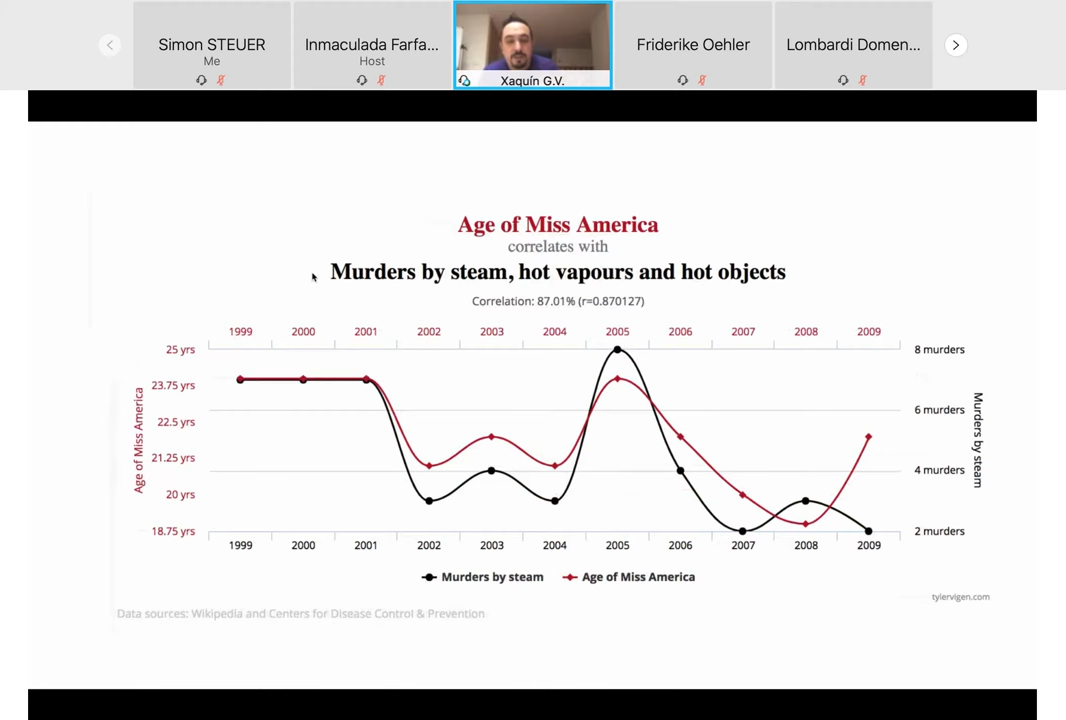 Simon STEUER
Me
Inmaculada Farfa...
Host
Xaquín G.V.
Friderike Oehler
Lombardi Domen...
Age of Miss America
correlates with
Murders by steam, hot vapours and hot objects
Correlation: 87.01% (r=0.870127)
1999 2000 2001 2002 2003 2004 2005 2006 2007 2008 2009
25 yrs
23.75 yrs
22.5 yrs
21.25 yrs
20 yrs
18.75 yrs
Age of Miss America
8 murders
6 murders
4 murders
2 murders
Murders by steam
1999 2000 2001 2002 2003 2004 2005 2006 2007 2008 2009
Murders by steam Age of Miss America
tylervigen.com
Data sources: Wikipedia and Centers for Disease Control & Prevention